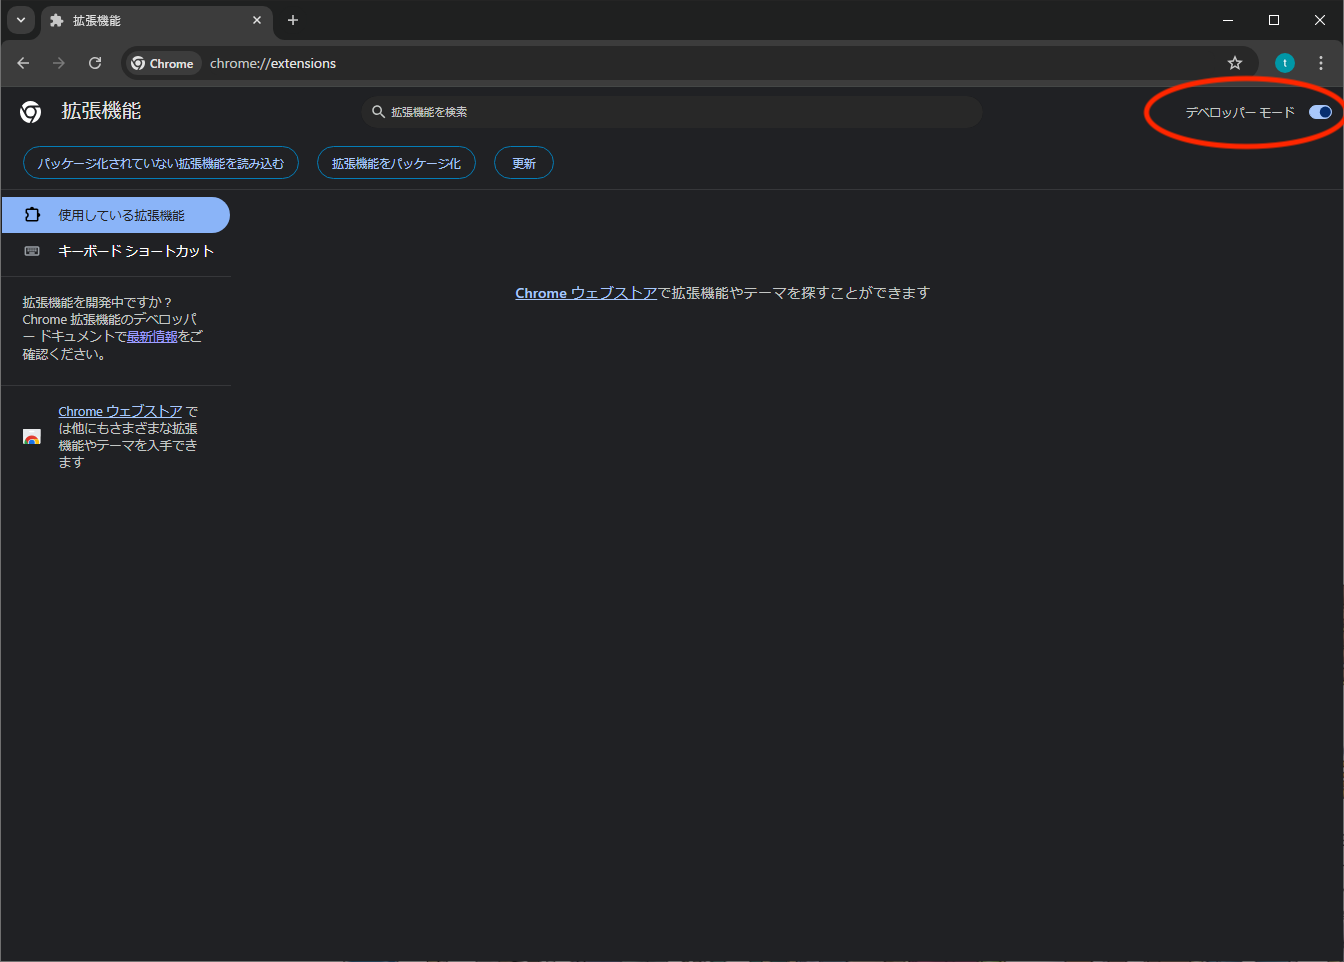 拡張機能
Chrome
chrome://extensions
t
拡張機能
拡張機能を検索
デベロッパー モード
パッケージ化されていない拡張機能を読み込む
拡張機能をパッケージ化
更新
使用している拡張機能
キーボード ショートカット
Chrome ウェブストアで拡張機能やテーマを探すことができます
拡張機能を開発中ですか？
Chrome 拡張機能のデベロッパ
ー ドキュメントで最新情報をご
確認ください。
Chrome ウェブストア で
は他にもさまざまな拡張
機能やテーマを入手でき
ます